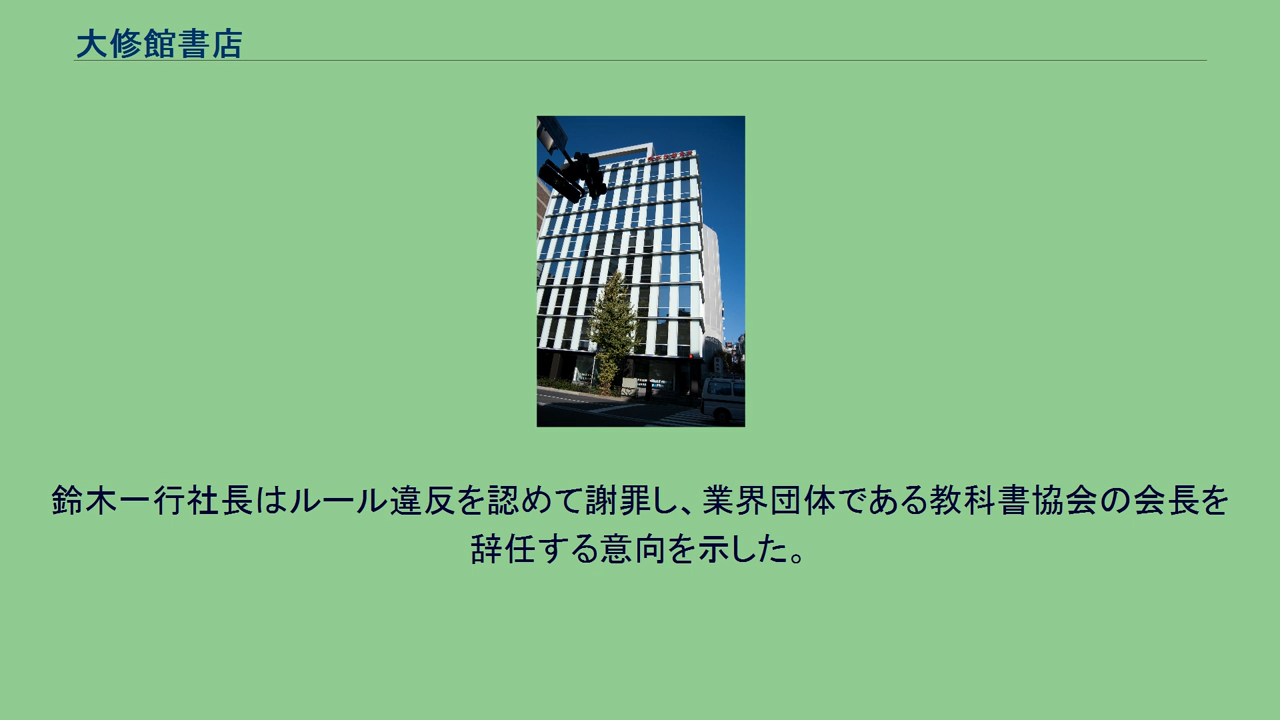 大修館書店
鈴木一行社長はルール違反を認めて謝罪し、業界団体である教科書協会の会長を
辞任する意向を示した。